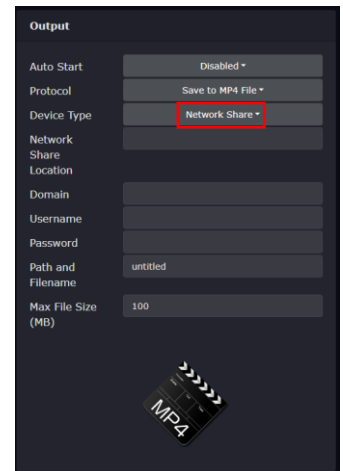 Output
Auto Start
Disabled
Protocol
Save to MP4 File
Device Type
Network Share
Network
Share
Location
Domain
Username
Password
Path and
Filename
untitled
Max File Size
(MB)
100
MP4